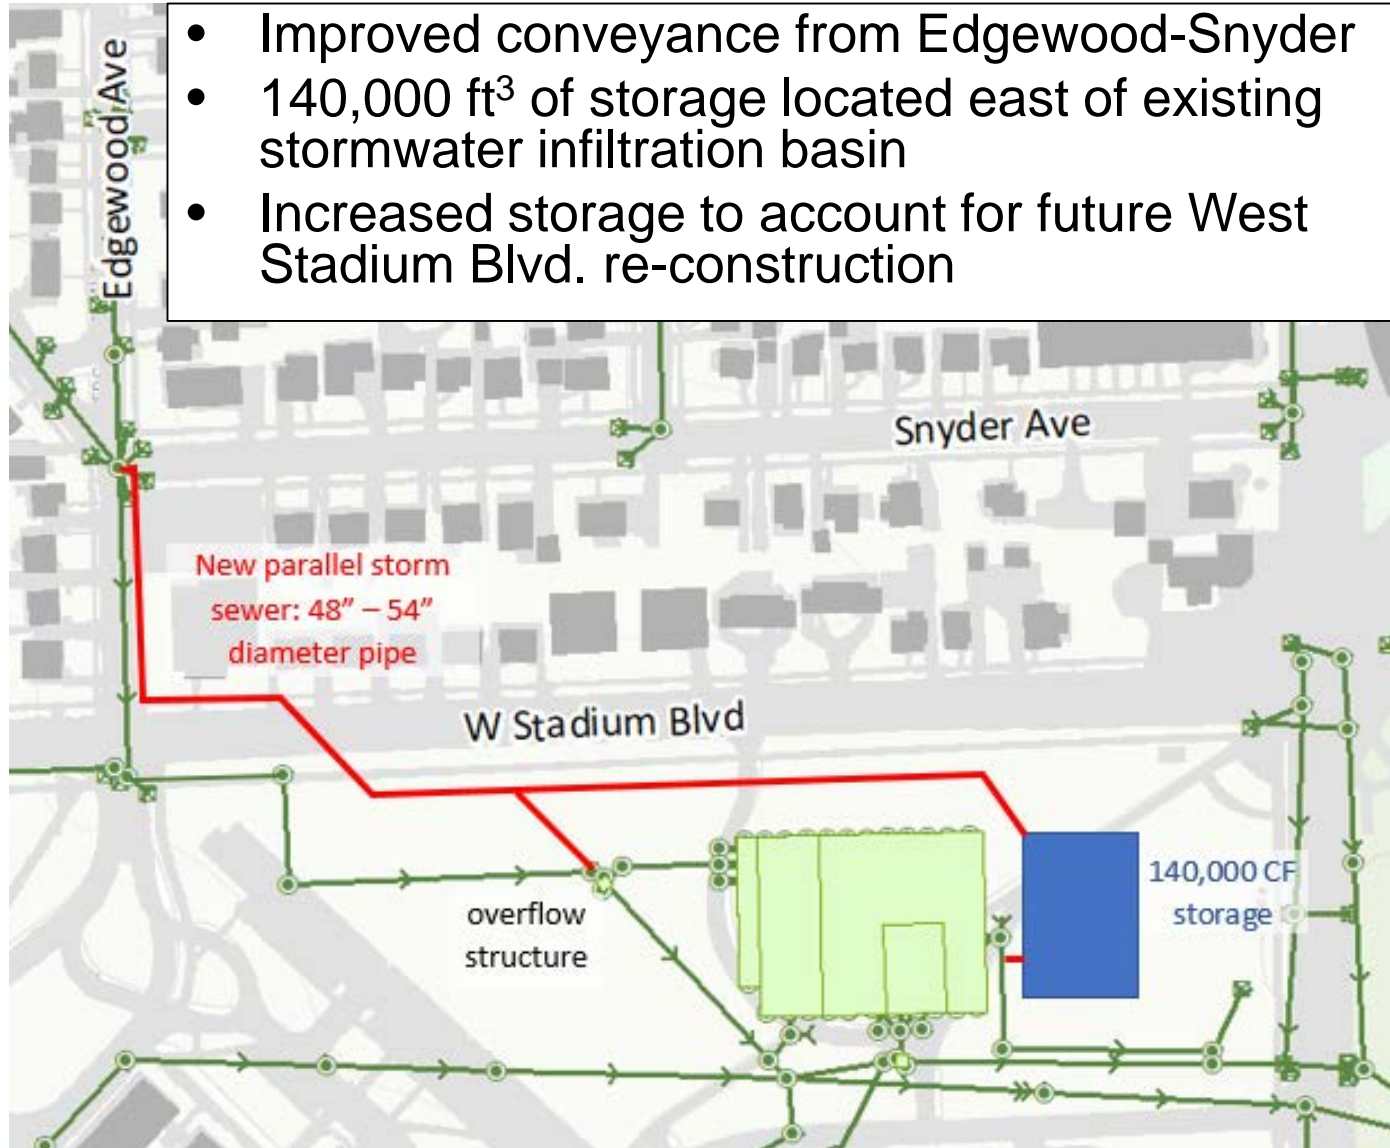 • Improved conveyance from Edgewood-Snyder
• 140,000 ft³ of storage located east of existing
stormwater infiltration basin
• Increased storage to account for future West
Stadium Blvd. re-construction
Edgewood Ave
Snyder Ave
New parallel storm
sewer: 48” – 54”
diameter pipe
W Stadium Blvd
140,000 CF
storage
overflow
structure